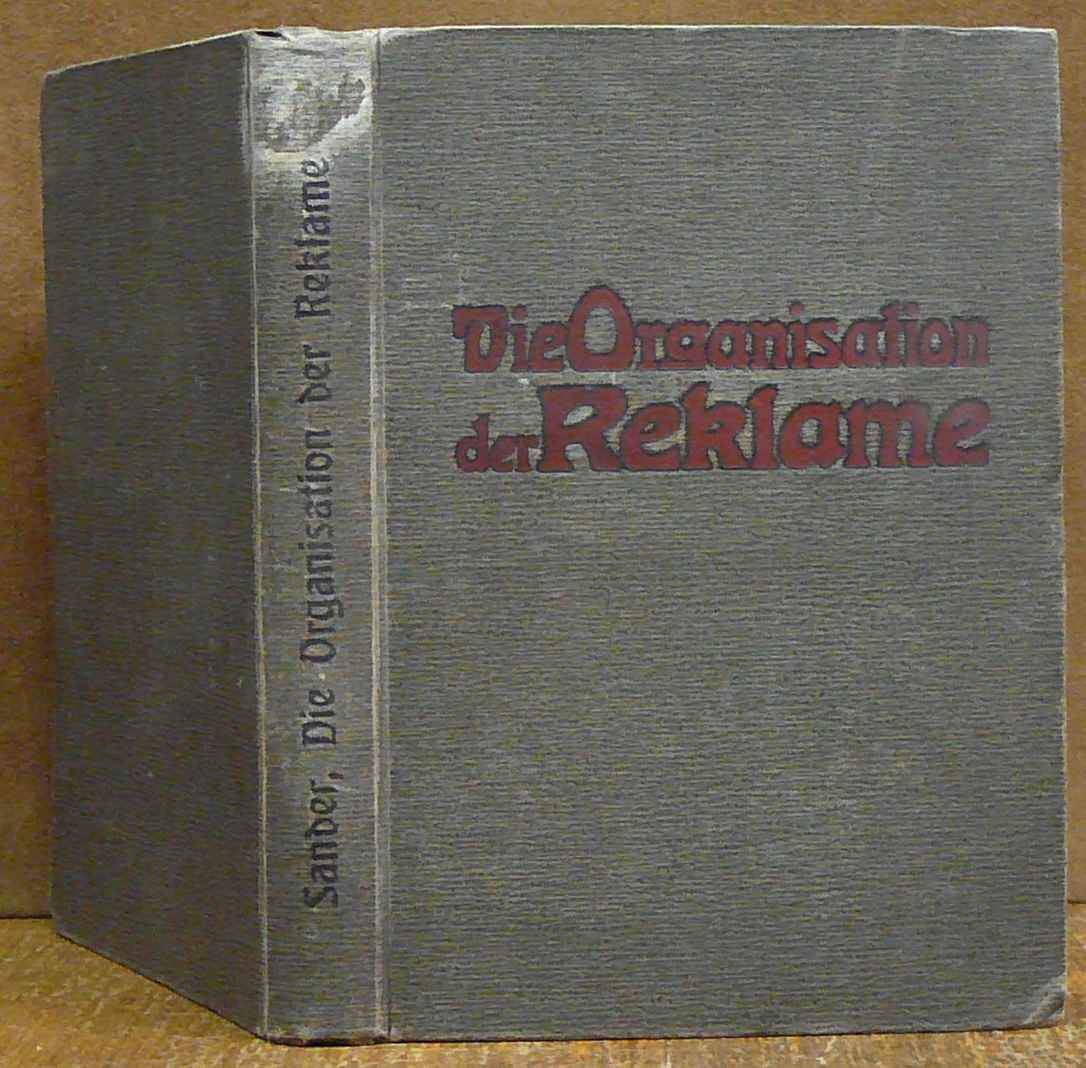 Sander, Die Organisation der Reklame
Die Organisation
der Reklame